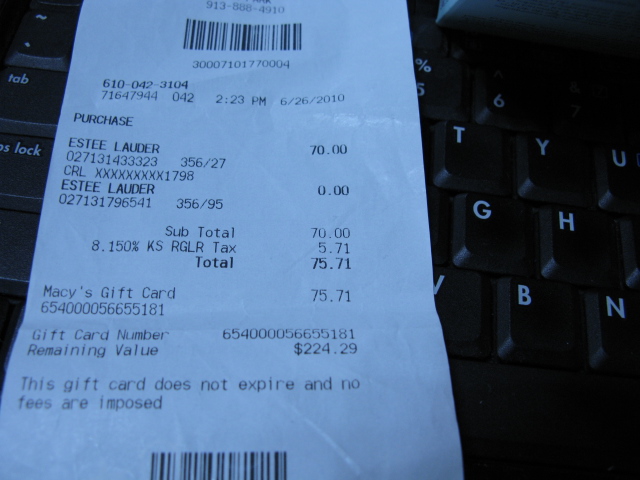 913-888-4910
30007101770004
610-042-3104
71647944 042 2:23 PM 6/26/2010
PURCHASE
ESTEE LAUDER 70.00
027131433323 356/27
CRL XXXXXXXXX1798
ESTEE LAUDER 0.00
027131796541 356/95
Sub Total 70.00
8.150% KS RGLR Tax 5.71
Total 75.71
Macy's Gift Card 75.71
654000056655181
Gift Card Number 654000056655181
Remaining Value $224.29
This gift card does not expire and no
fees are imposed
~
tab
ps lock
%
5
6
7
T
Y
U
G
H
V
B
N